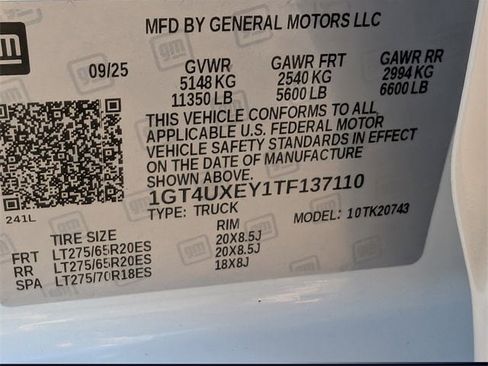 gm
MFD BY GENERAL MOTORS LLC
09/25 GVWR GAWR FRT GAWR RR
5148 KG 2540 KG 2994 KG
11350 LB 5600 LB 6600 LB
THIS VEHICLE CONFORMS TO ALL
APPLICABLE U.S. FEDERAL MOTOR
VEHICLE SAFETY STANDARDS IN EFFECT
ON THE DATE OF MANUFACTURE
SHOWN ABOVE.
1GT4UXEY1TF137110
241L TYPE: TRUCK MODEL: 10TK20743
TIRE SIZE RIM
FRT LT275/65R20ES 20X8.5J
RR LT275/65R20ES 20X8.5J
SPA LT275/70R18ES 18X8J